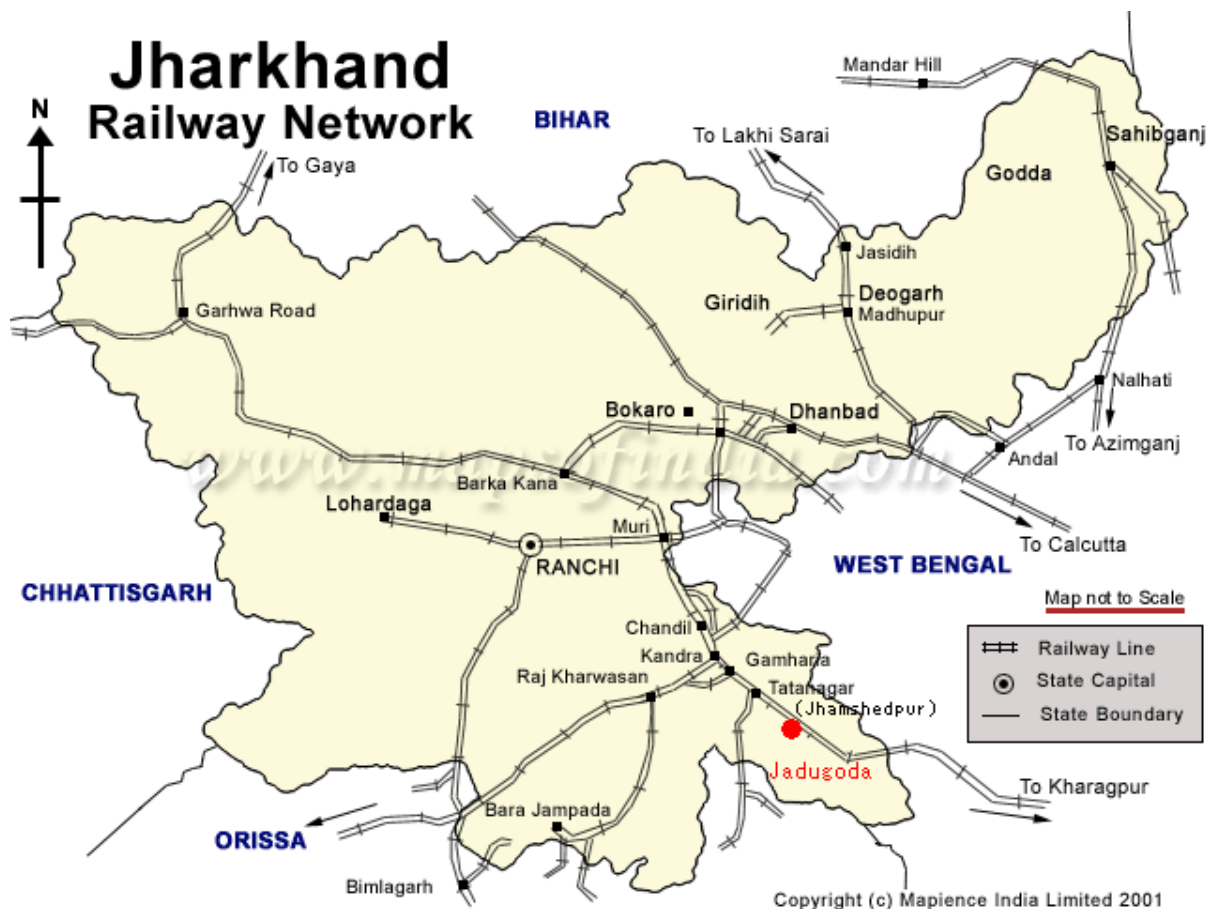 Jharkhand
Railway Network
N
BIHAR
Mandar Hill
To Lakhi Sarai
Sahibganj
To Gaya
Godda
Jasidih
Giridih
Deogarh
Madhupur
Garhwa Road
Nalhati
Bokaro
Dhanbad
To Azimganj
Andal
www.mapsofindia.com
Barka Kana
Lohardaga
Muri
To Calcutta
RANCHI
WEST BENGAL
CHHATTISGARH
Map not to Scale
Chandil
Railway Line
Kandra
Gamharia
Raj Kharwasan
State Capital
Tatanagar
(Jhamshedpur)
State Boundary
Jadugoda
To Kharagpur
Bara Jampada
ORISSA
Bimlagarh
Copyright (c) Mapience India Limited 2001